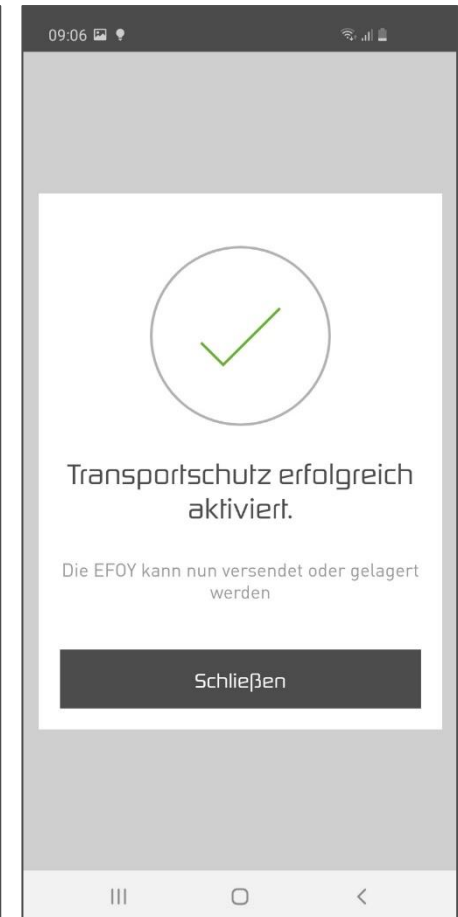 09:06
Transportschutz erfolgreich
aktiviert.
Die EFOY kann nun versendet oder gelagert
werden
Schließen